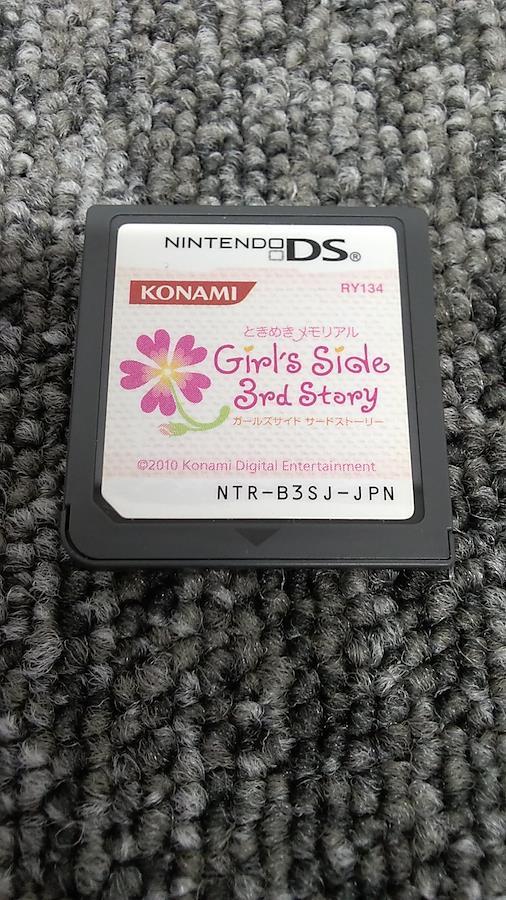 NINTENDO DS®
KONAMI
RY134
ときめきメモリアル
Girl's Side
3rd Story
ガールズサイド サードストーリー
©2010 Konami Digital Entertainment
NTR-B3SJ-JPN